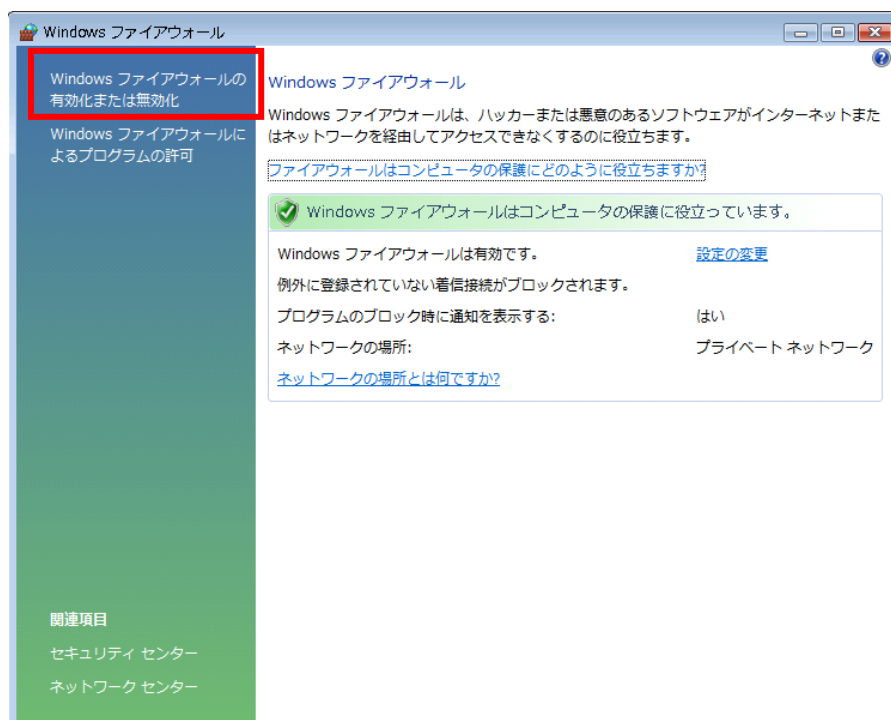 Windows ファイアウォール
Windows ファイアウォールの
有効化または無効化
Windows ファイアウォールに
よるプログラムの許可
関連項目
セキュリティ センター
ネットワーク センター
Windows ファイアウォール
Windows ファイアウォールは、ハッカーまたは悪意のあるソフトウェアがインターネットまた
はネットワークを経由してアクセスできなくするのに役立ちます。
ファイアウォールはコンピュータの保護にどのように役立ちますか?
Windows ファイアウォールはコンピュータの保護に役立っています。
Windows ファイアウォールは有効です。 設定の変更
例外に登録されていない着信接続がブロックされます。
プログラムのブロック時に通知を表示する: はい
ネットワークの場所: プライベート ネットワーク
ネットワークの場所とは何ですか?